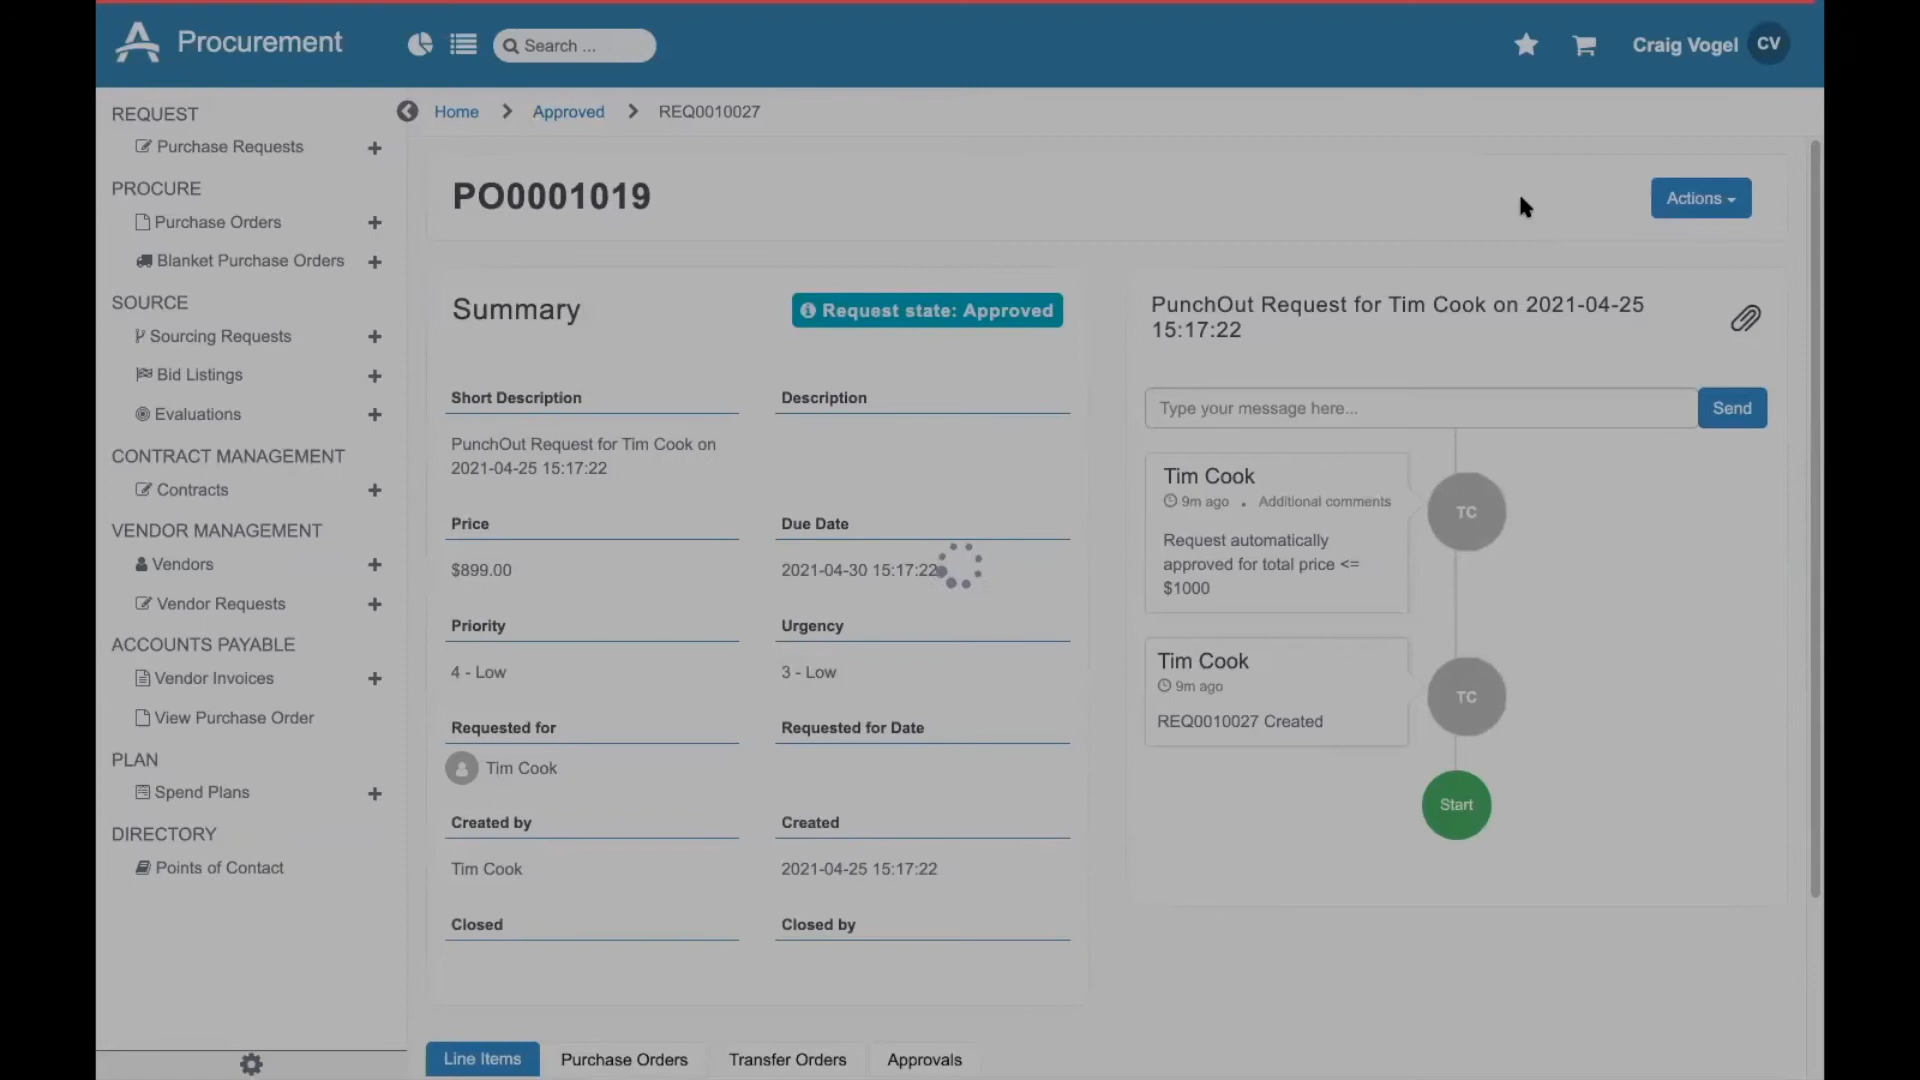 Procurement
Search ...
Craig Vogel CV
REQUEST
Purchase Requests
PROCURE
Purchase Orders
Blanket Purchase Orders
SOURCE
Sourcing Requests
Bid Listings
Evaluations
CONTRACT MANAGEMENT
Contracts
VENDOR MANAGEMENT
Vendors
Vendor Requests
ACCOUNTS PAYABLE
Vendor Invoices
View Purchase Order
PLAN
Spend Plans
DIRECTORY
Points of Contact
Home Approved REQ0010027
PO0001019
Actions
Summary
Request state: Approved
Short Description
PunchOut Request for Tim Cook on
2021-04-25 15:17:22
Description
Price
$899.00
Due Date
2021-04-30 15:17:22
Priority
4 - Low
Urgency
3 - Low
Requested for
Tim Cook
Requested for Date
Created by
Tim Cook
Created
2021-04-25 15:17:22
Closed
Closed by
PunchOut Request for Tim Cook on 2021-04-25
15:17:22
Type your message here...
Send
Tim Cook
9m ago . Additional comments
Request automatically
approved for total price <=
$1000
TC
Tim Cook
9m ago
REQ0010027 Created
TC
Start
Line Items
Purchase Orders
Transfer Orders
Approvals